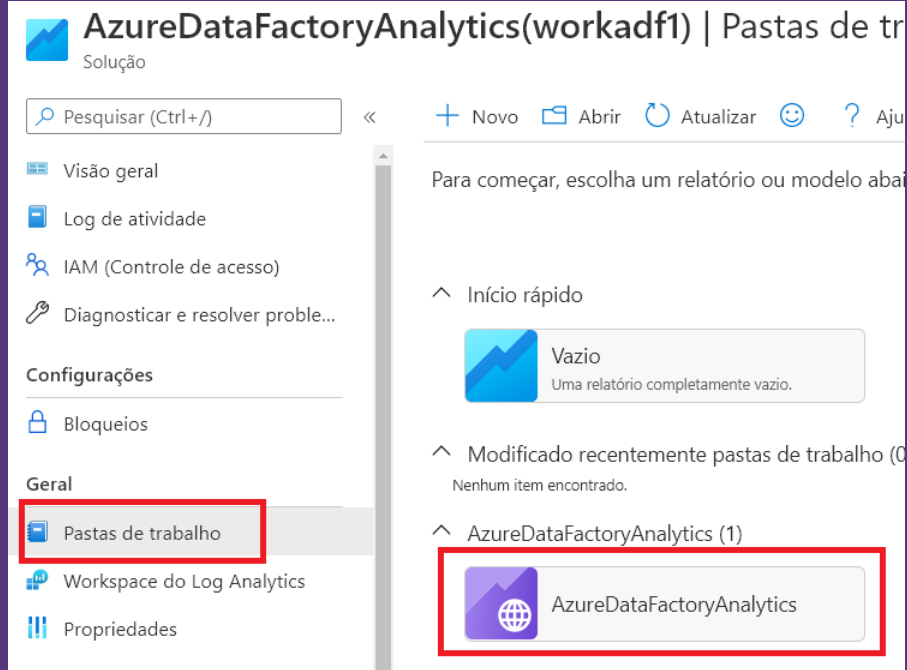 AzureDataFactoryAnalytics(workadf1) | Pastas de tr
Solução
Pesquisar (Ctrl+/)
«
Visão geral
Log de atividade
IAM (Controle de acesso)
Diagnosticar e resolver proble...
Configurações
Bloqueios
Geral
Pastas de trabalho
Workspace do Log Analytics
Propriedades
Novo Abrir Atualizar ? Aju
Para começar, escolha um relatório ou modelo abai
Início rápido
Vazio
Uma relatório completamente vazio.
Modificado recentemente pastas de trabalho (0
Nenhum item encontrado.
AzureDataFactoryAnalytics (1)
AzureDataFactoryAnalytics